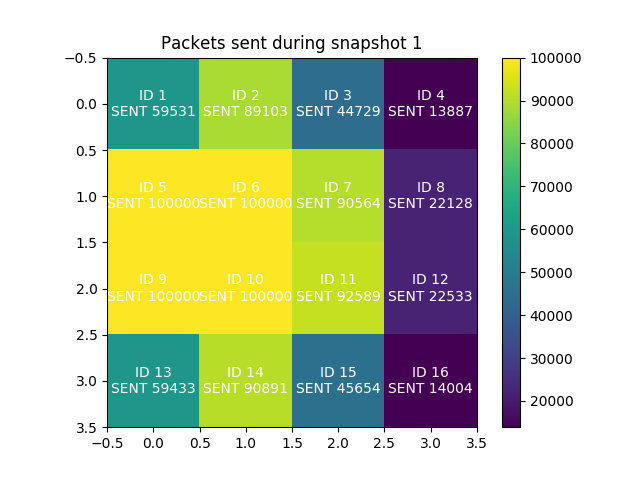 Packets sent during snapshot 1
−0.5
0.0
0.5
1.0
1.5
2.0
2.5
3.0
3.5
ID 1
SENT 59531
ID 2
SENT 89103
ID 3
SENT 44729
ID 4
SENT 13887
ID 5
SENT 100000
ID 6
SENT 100000
ID 7
SENT 90564
ID 8
SENT 22128
ID 9
SENT 100000
ID 10
SENT 100000
ID 11
SENT 92589
ID 12
SENT 22533
ID 13
SENT 59433
ID 14
SENT 90891
ID 15
SENT 45654
ID 16
SENT 14004
−0.5 0.0 0.5 1.0 1.5 2.0 2.5 3.0 3.5
100000
90000
80000
70000
60000
50000
40000
30000
20000